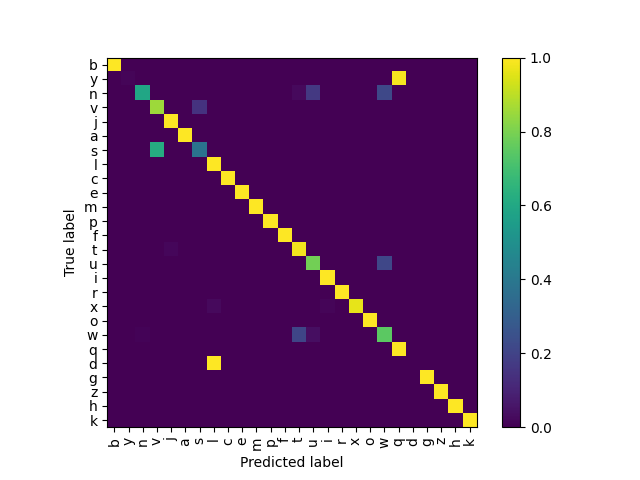 b
y
n
v
j
a
s
l
c
e
m
p
f
t
u
i
r
x
o
w
q
d
g
z
h
k
True label
b y n v j a s l c e m p f t u i r x o w q d g z h k
Predicted label
1.0
0.8
0.6
0.4
0.2
0.0